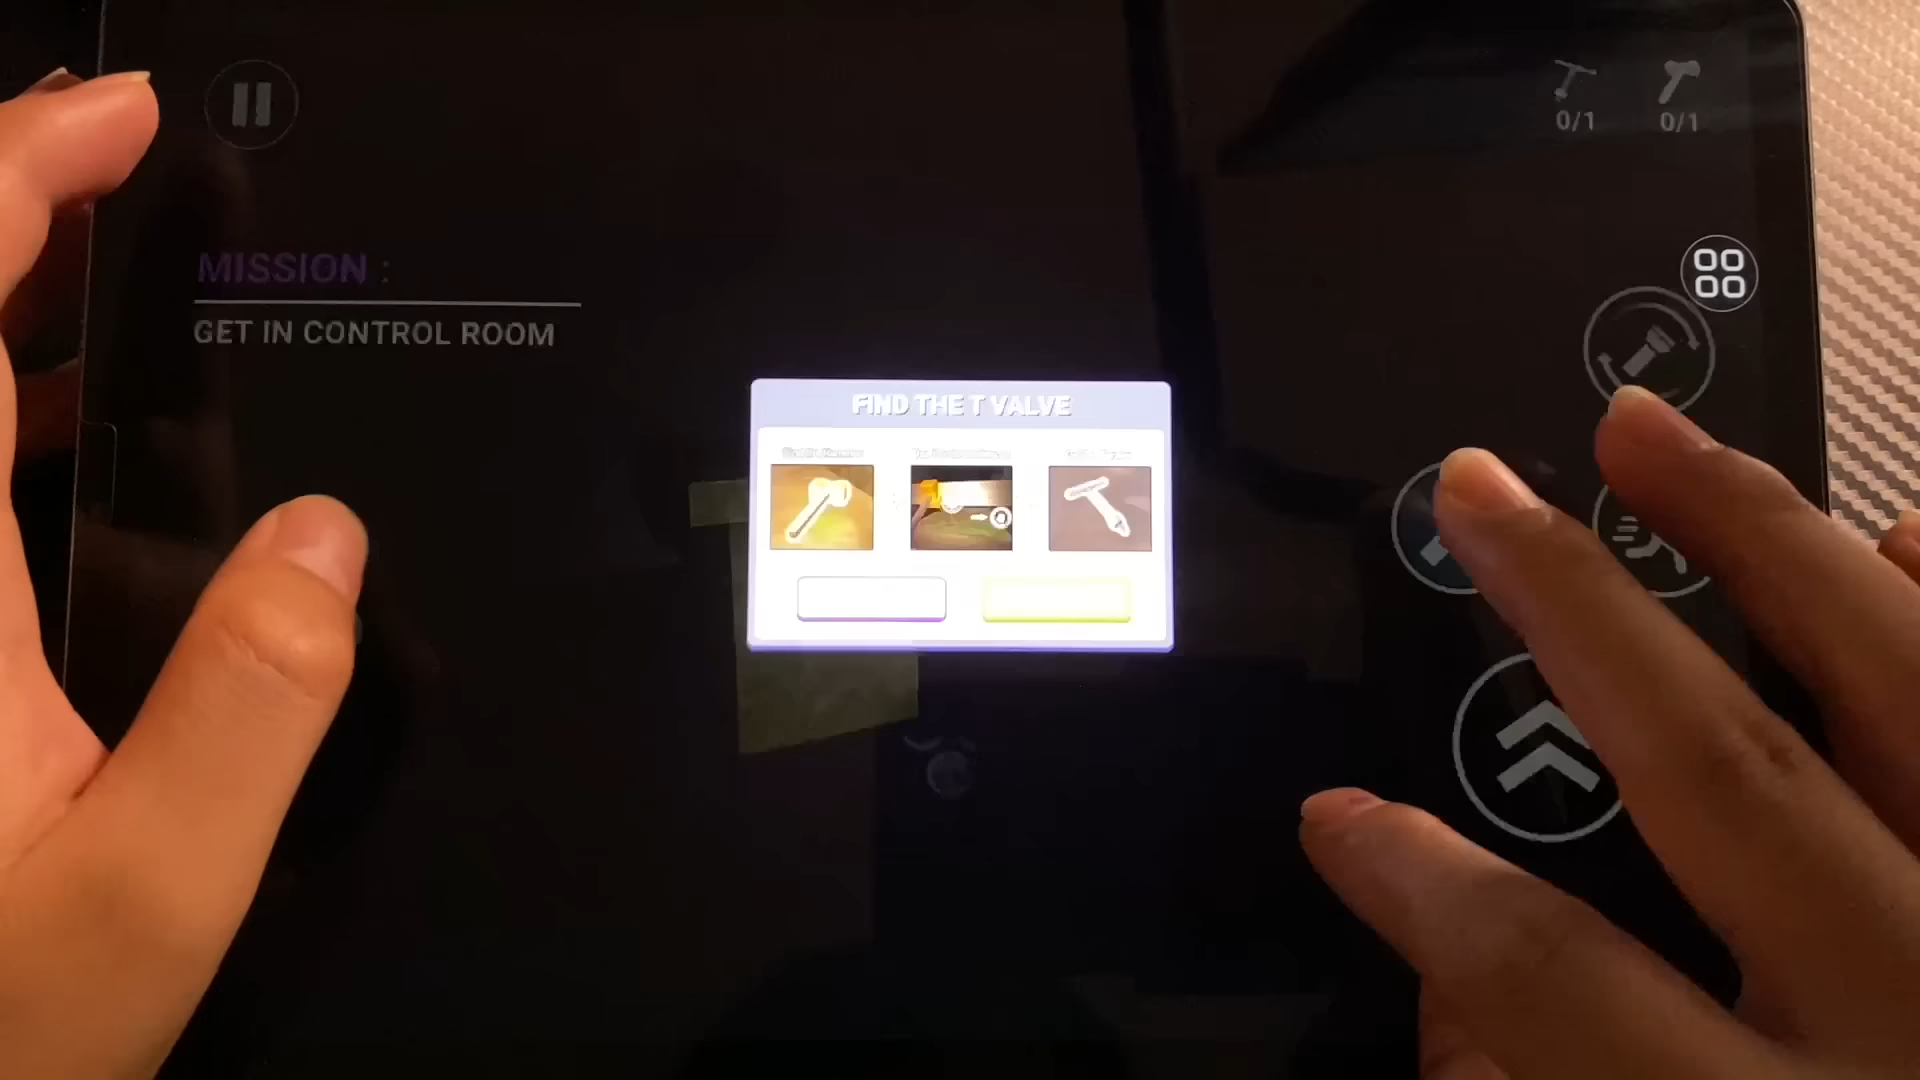 0/1 0/1
MISSION :
GET IN CONTROL ROOM
FIND THE T VALVE